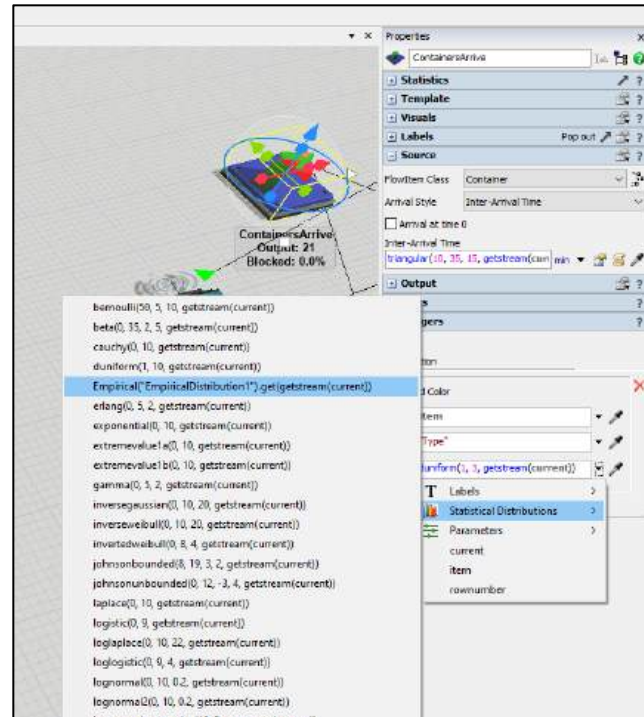 Properties
ContainersArrive
Statistics
Template
Visuals
Labels
Pop out
Source
FlowItem Class
Container
Arrival Style
Inter-Arrival Time
Arrival at time 0
Inter-Arrival Time
triangular(10, 35, 15, getstream(curr
min
Output
ContainersArrive
Output: 21
Blocked: 0.0%
Color
"Type"
duniform(1, 3, getstream(current))
Labels
Statistical Distributions
Parameters
current
item
rownumber
bernoulli(50, 5, 10, getstream(current))
beta(0, 35, 2, 5, getstream(current))
cauchy(0, 10, getstream(current))
duniform(1, 10, getstream(current))
Empirical("EmpiricalDistribution1").get(getstream(current))
erlang(0, 5, 2, getstream(current))
exponential(0, 10, getstream(current))
extremevalue1a(0, 10, getstream(current))
extremevalue1b(0, 10, getstream(current))
gamma(0, 5, 2, getstream(current))
inversegaussian(0, 10, 20, getstream(current))
inverseweibull(0, 10, 20, getstream(current))
invertedweibull(0, 8, 4, getstream(current))
johnsonbounded(8, 19, 3, 2, getstream(current))
johnsonunbounded(0, 12, -3, 4, getstream(current))
laplace(0, 10, getstream(current))
logistic(0, 9, getstream(current))
loglaplace(0, 10, 22, getstream(current))
loglogistic(0, 9, 4, getstream(current))
lognormal(0, 10, 0.2, getstream(current))
lognormal2(0, 10, 0.2, getstream(current))